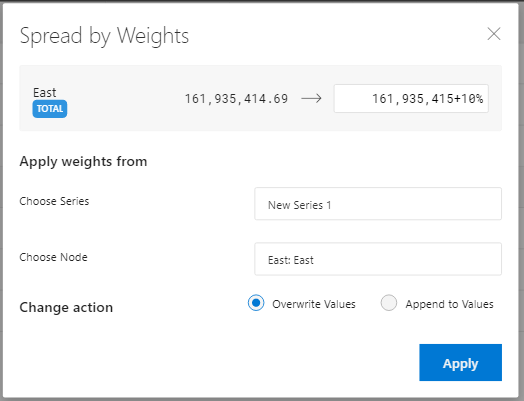 Spread by Weights
East
TOTAL
161,935,414.69
161,935,415+10%
Apply weights from
Choose Series
New Series 1
Choose Node
East: East
Change action
Overwrite Values
Append to Values
Apply